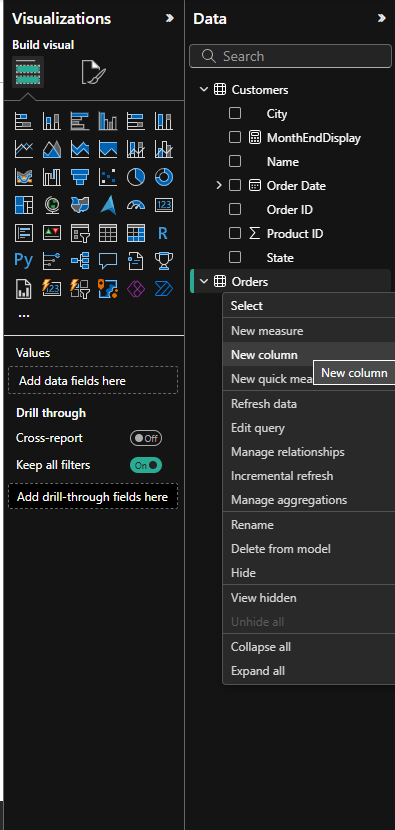 Visualizations
Build visual
123
R
Py
123
...
Values
Add data fields here
Drill through
Cross-report
Off
Keep all filters
On
Add drill-through fields here
Data
Search
Customers
City
MonthEndDisplay
Name
Order Date
Order ID
Product ID
State
Orders
Select
New measure
New column
New quick mea
New column
Refresh data
Edit query
Manage relationships
Incremental refresh
Manage aggregations
Rename
Delete from model
Hide
View hidden
Unhide all
Collapse all
Expand all